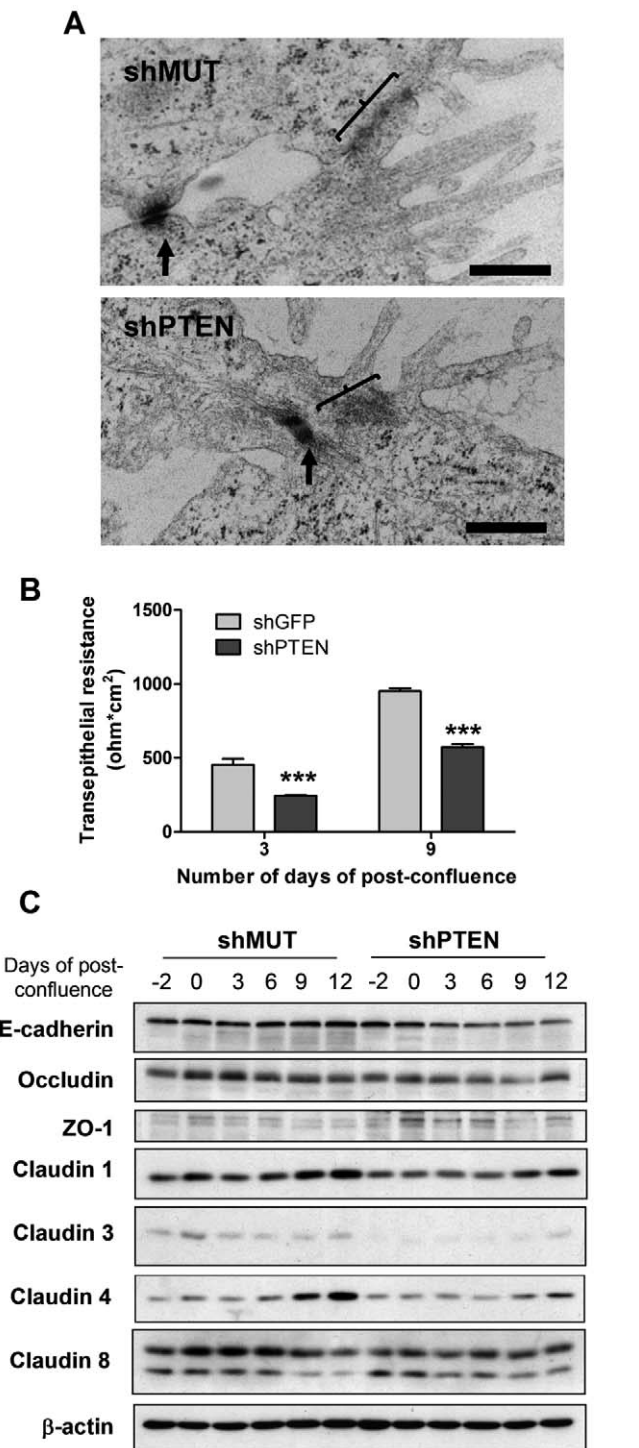 A
shMUT
shPTEN
B
Transepithelial resistance
(ohm*cm²)
1500
1000
500
0
shGFP
shPTEN
***
***
3
9
Number of days of post-confluence
C
shMUT
shPTEN
Days of post-
confluence
-2 0 3 6 9 12 -2 0 3 6 9 12
E-cadherin
Occludin
ZO-1
Claudin 1
Claudin 3
Claudin 4
Claudin 8
β-actin